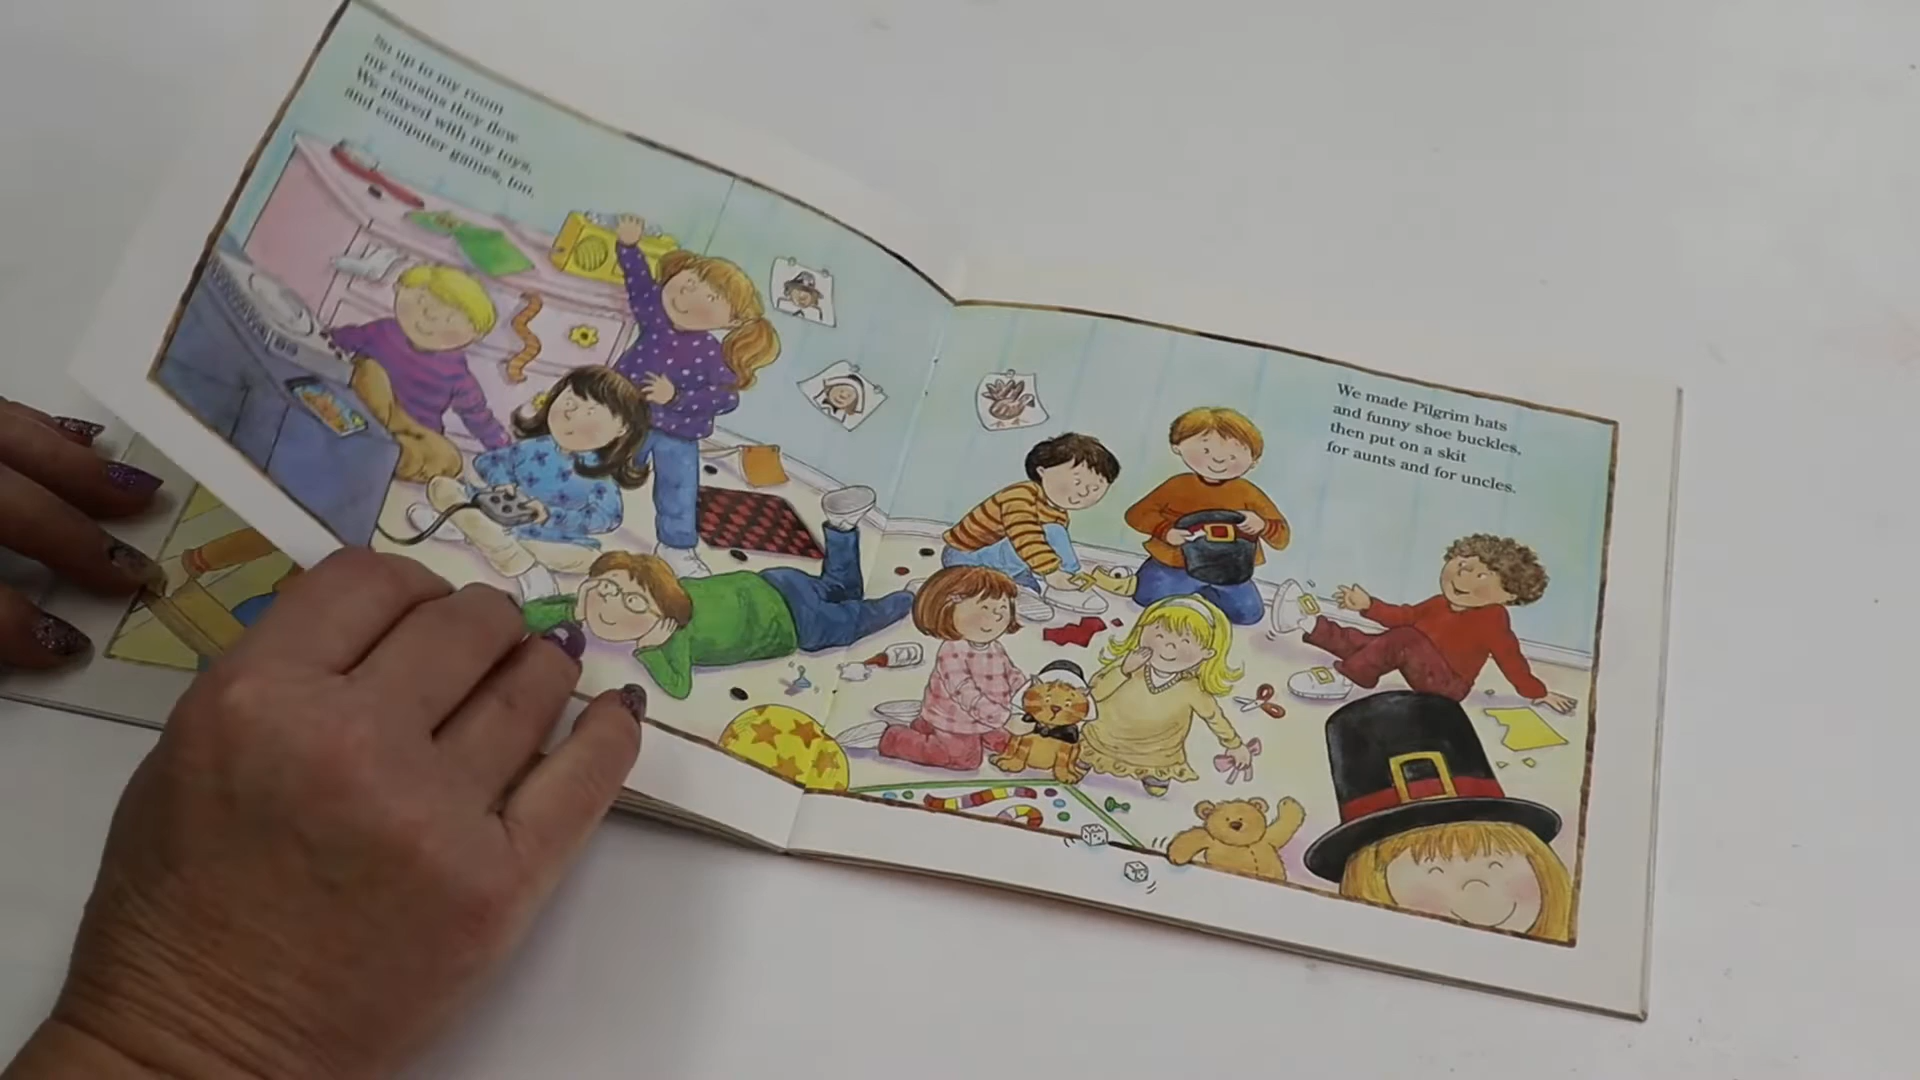 So up to my room
my cousins they flew.
We played with my toys,
and computer games, too.
We made Pilgrim hats
and funny shoe buckles,
then put on a skit
for aunts and for uncles.